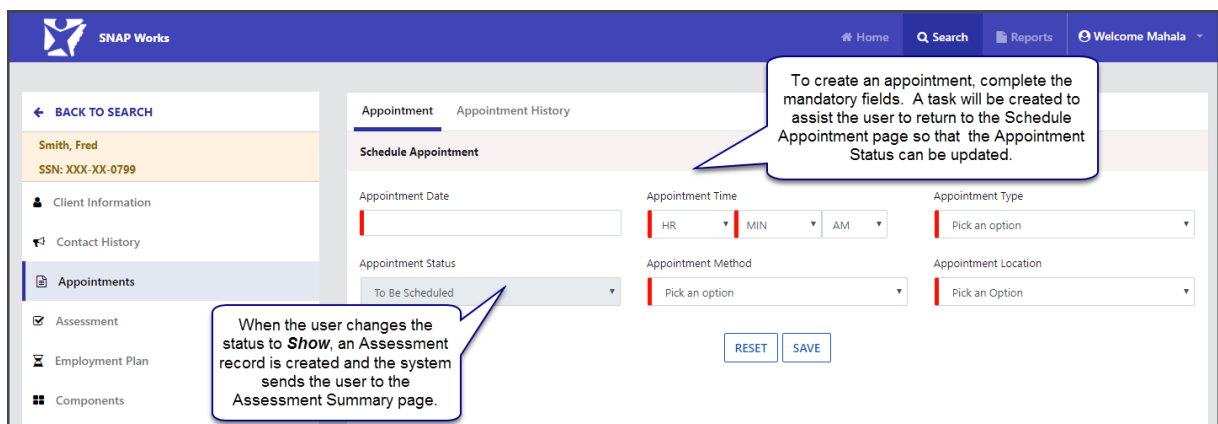 SNAP Works
Home
Search
Reports
Welcome Mahala
To create an appointment, complete the
mandatory fields. A task will be created to
assist the user to return to the Schedule
Appointment page so that the Appointment
Status can be updated.
BACK TO SEARCH
Smith, Fred
SSN: XXX-XX-0799
Client Information
Contact History
Appointments
Assessment
Employment Plan
Components
Appointment
Appointment History
Schedule Appointment
Appointment Date
Appointment Time
Appointment Type
HR
MIN
AM
Pick an option
Appointment Status
Appointment Method
Appointment Location
To Be Scheduled
Pick an option
Pick an Option
When the user changes the
status to Show, an Assessment
record is created and the system
sends the user to the
Assessment Summary page.
RESET
SAVE